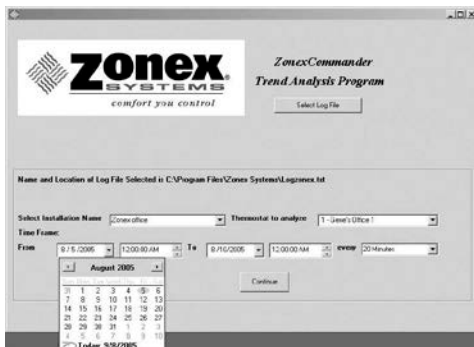 zonex®
SYSTEMS
comfort you control
ZonexCommander
Trend Analysis Program
Select Log File
Name and Location of Log File Selected is C:\Program Files\Zonex Systems\Logzonex.txt
Select Installation Name Zonex office Thermostat to analyze 1 - Gene's Office 1
Time Frame:
From 8/5/2005 12:00:00 AM To 8/16/2005 12:00:00 AM every 20 Minutes
August 2005
31 1 2 3 4 5 6
7 8 9 10 11 12 13
14 15 16 17 18 19 20
21 22 23 24 25 26 27
28 29 30 31 1 2 3
4 5 6 7 8 9 10
Today: 9/8/2005
Continue